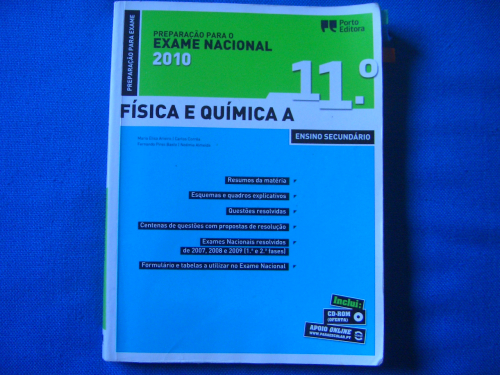 PREPARAÇÃO PARA EXAME
PREPARAÇÃO PARA O
EXAME NACIONAL
2010
Porto
Editora
11.º
FÍSICA E QUÍMICA A
ENSINO SECUNDÁRIO
Resumos da matéria
Esquemas e quadros explicativos
Questões resolvidas
Centenas de questões com propostas de resolução
Exames Nacionais resolvidos
de 2007, 2008 e 2009 (1.ª e 2.ª fases)
Formulário e tabelas a utilizar no Exame Nacional
Inclui:
CD-ROM
(OFERTA)
APOIO ONLINE